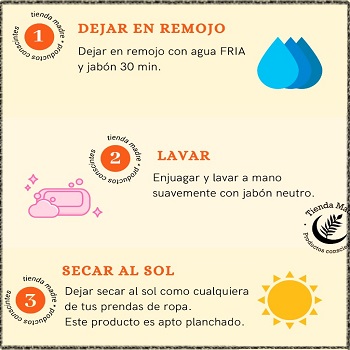 tienda madre • productos conscientes •
1
DEJAR EN REMOJO
Dejar en remojo con agua FRIA
y jabón 30 min.
tienda madre • productos conscientes •
2
LAVAR
Enjuagar y lavar a mano
suavemente con jabón neutro.
Tienda Ma
Productos conscie
SECAR AL SOL
tienda madre • productos conscientes •
3
Dejar secar al sol como cualquiera
de tus prendas de ropa.
Este producto es apto planchado.